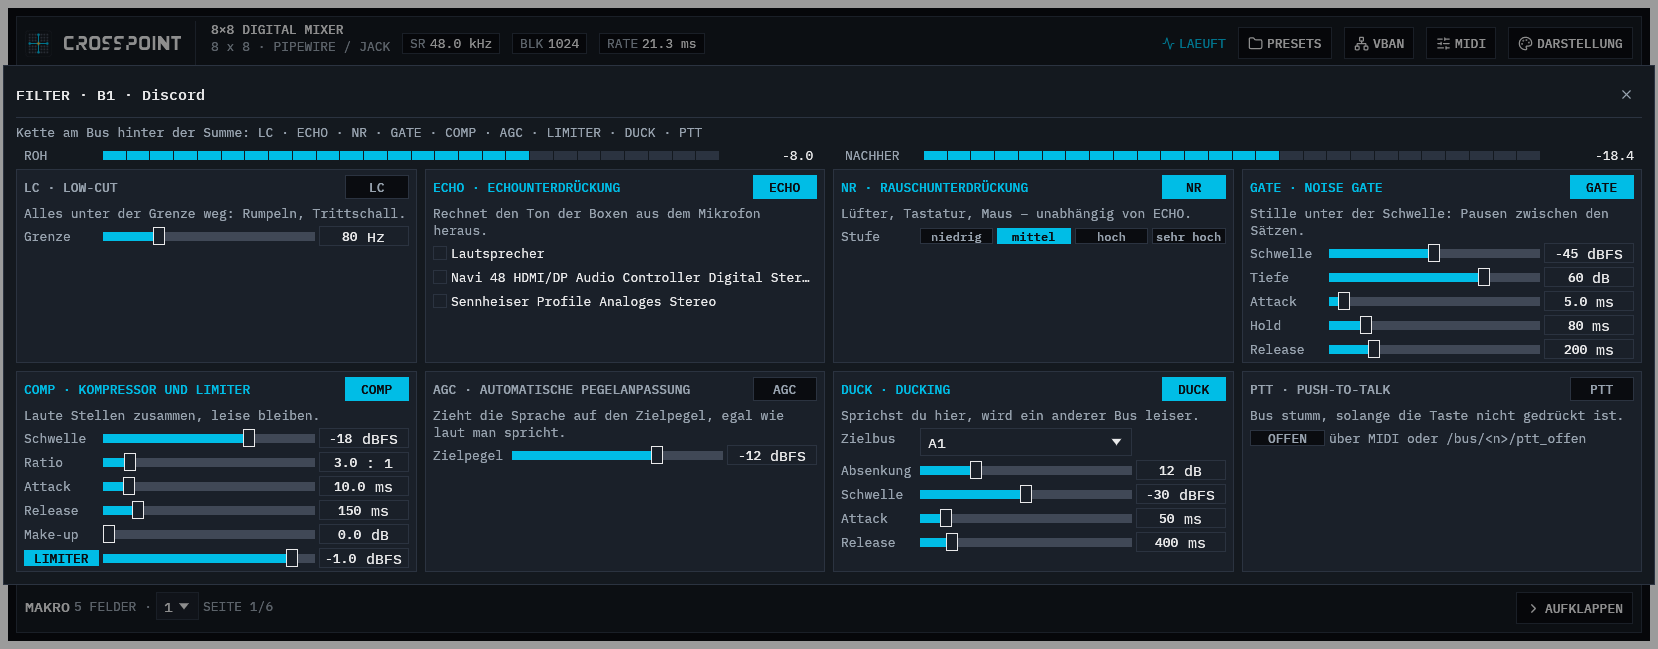 CROSSPOINT
8×8 DIGITAL MIXER
8 x 8 · PIPEWIRE / JACK
SR 48.0 kHz
BLK 1024
RATE 21.3 ms
LAEUFT
PRESETS
VBAN
MIDI
DARSTELLUNG
FILTER · B1 · Discord
×
Kette am Bus hinter der Summe: LC · ECHO · NR · GATE · COMP · AGC · LIMITER · DUCK · PTT
ROH -8.0
NACHHER -18.4
LC · LOW-CUT
LC
Alles unter der Grenze weg: Rumpeln, Trittschall.
Grenze 80 Hz
ECHO · ECHOUNTERDRÜCKUNG
ECHO
Rechnet den Ton der Boxen aus dem Mikrofon
heraus.
Lautsprecher
Navi 48 HDMI/DP Audio Controller Digital Ster…
Sennheiser Profile Analoges Stereo
NR · RAUSCHUNTERDRÜCKUNG
NR
Lüfter, Tastatur, Maus – unabhängig von ECHO.
Stufe niedrig mittel hoch sehr hoch
GATE · NOISE GATE
GATE
Stille unter der Schwelle: Pausen zwischen den
Sätzen.
Schwelle -45 dBFS
Tiefe 60 dB
Attack 5.0 ms
Hold 80 ms
Release 200 ms
COMP · KOMPRESSOR UND LIMITER
COMP
Laute Stellen zusammen, leise bleiben.
Schwelle -18 dBFS
Ratio 3.0 : 1
Attack 10.0 ms
Release 150 ms
Make-up 0.0 dB
LIMITER -1.0 dBFS
AGC · AUTOMATISCHE PEGELANPASSUNG
AGC
Zieht die Sprache auf den Zielpegel, egal wie
laut man spricht.
Zielpegel -12 dBFS
DUCK · DUCKING
DUCK
Sprichst du hier, wird ein anderer Bus leiser.
Zielbus A1
Absenkung 12 dB
Schwelle -30 dBFS
Attack 50 ms
Release 400 ms
PTT · PUSH-TO-TALK
PTT
Bus stumm, solange die Taste nicht gedrückt ist.
OFFEN über MIDI oder /bus/<n>/ptt_offen
MAKRO 5 FELDER · 1 SEITE 1/6
AUFKLAPPEN